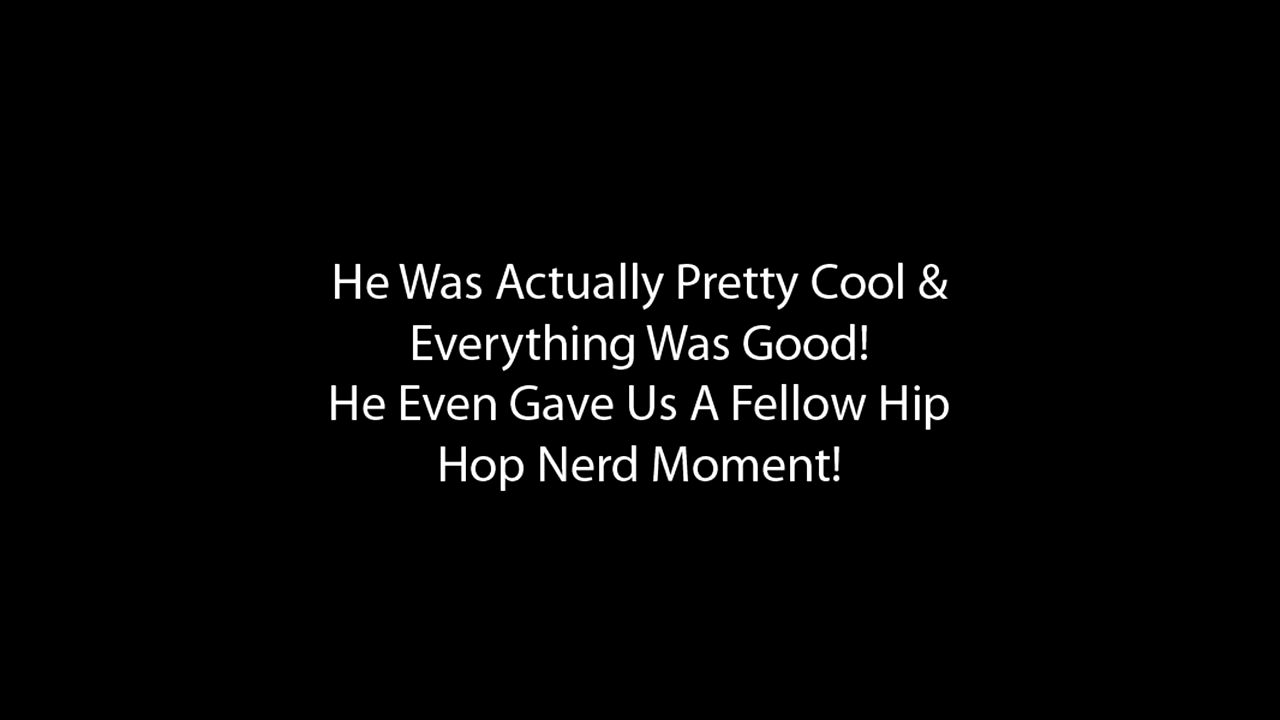 He Was Actually Pretty Cool &
Everything Was Good!
He Even Gave Us A Fellow Hip
Hop Nerd Moment!